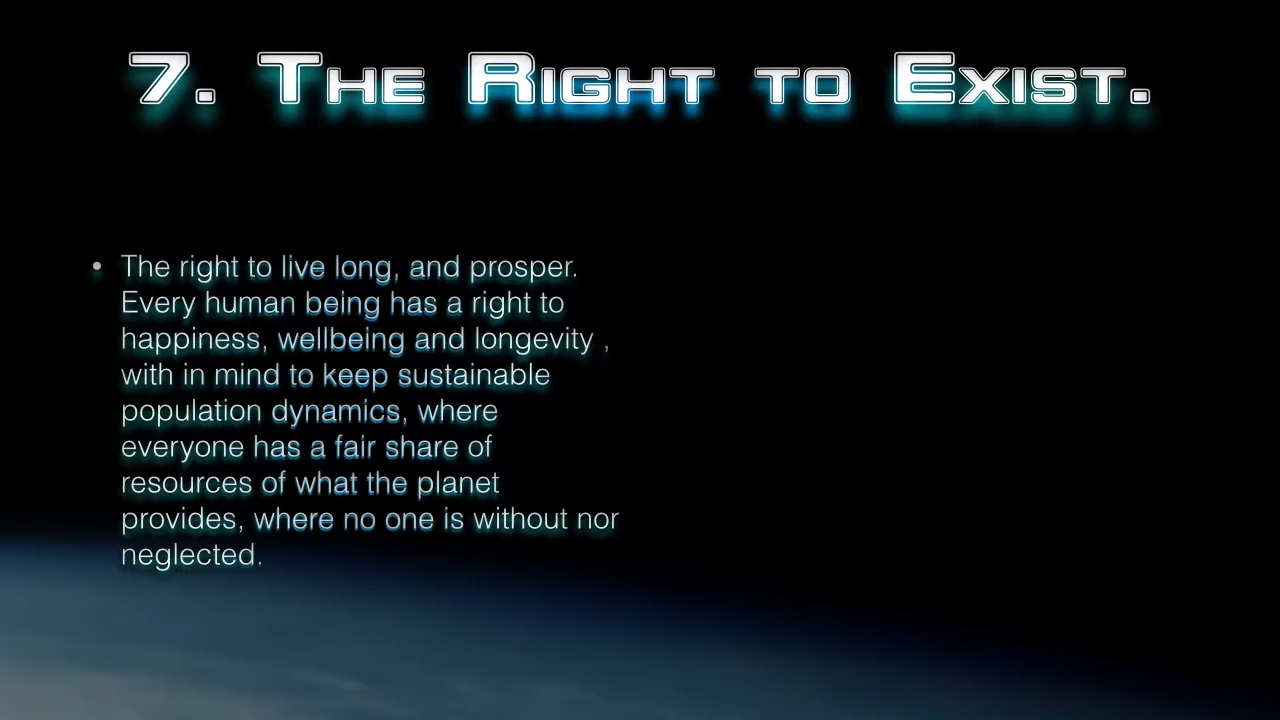 7. The Right to Exist.
• The right to live long, and prosper.
Every human being has a right to
happiness, wellbeing and longevity ,
with in mind to keep sustainable
population dynamics, where
everyone has a fair share of
resources of what the planet
provides, where no one is without nor
neglected.